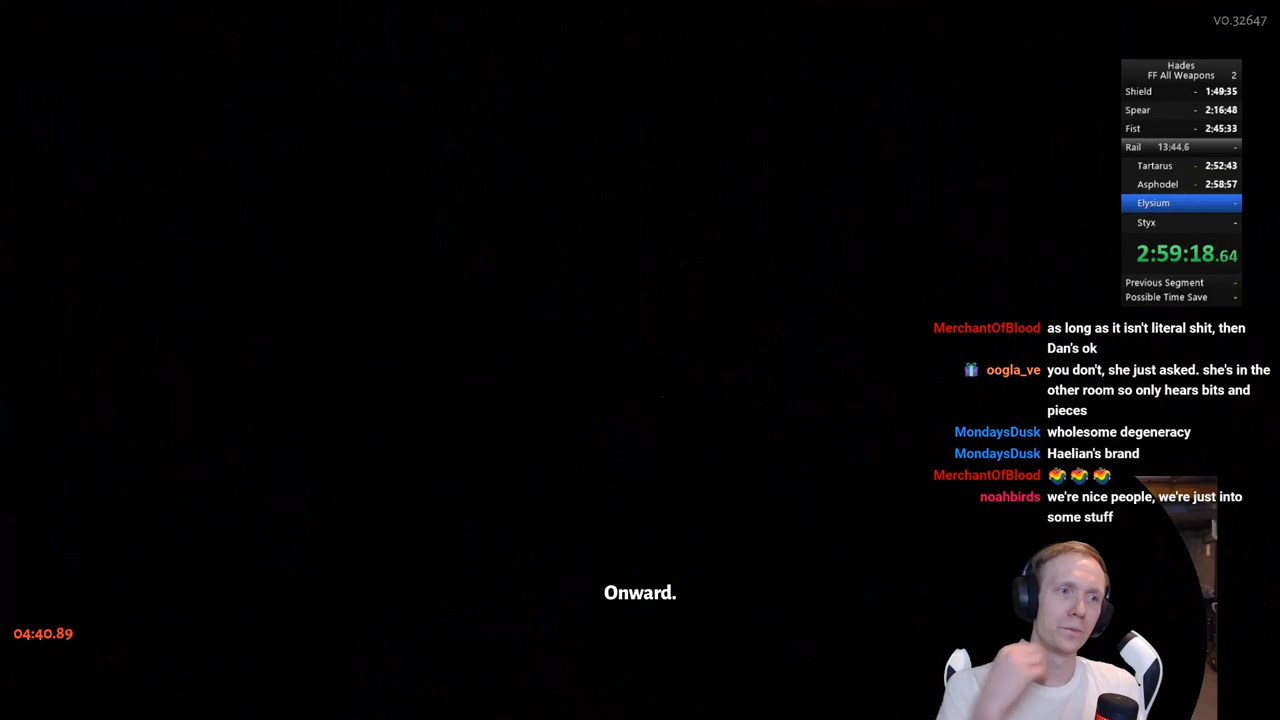 V0.32647
Hades
FF All Weapons 2
Shield - 1:49:35
Spear - 2:16:48
Fist - 2:45:33
Rail 13:44.6 -
Tartarus - 2:52:43
Asphodel - 2:58:57
Elysium -
Styx -
2:59:18.64
Previous Segment -
Possible Time Save -
MerchantOfBlood as long as it isn't literal shit, then
Dan's ok
oogla_ve you don't, she just asked. she's in the
other room so only hears bits and
pieces
MondaysDusk wholesome degeneracy
MondaysDusk Haelian's brand
MerchantOfBlood
noahbirds we're nice people, we're just into
some stuff
Onward.
04:40.89